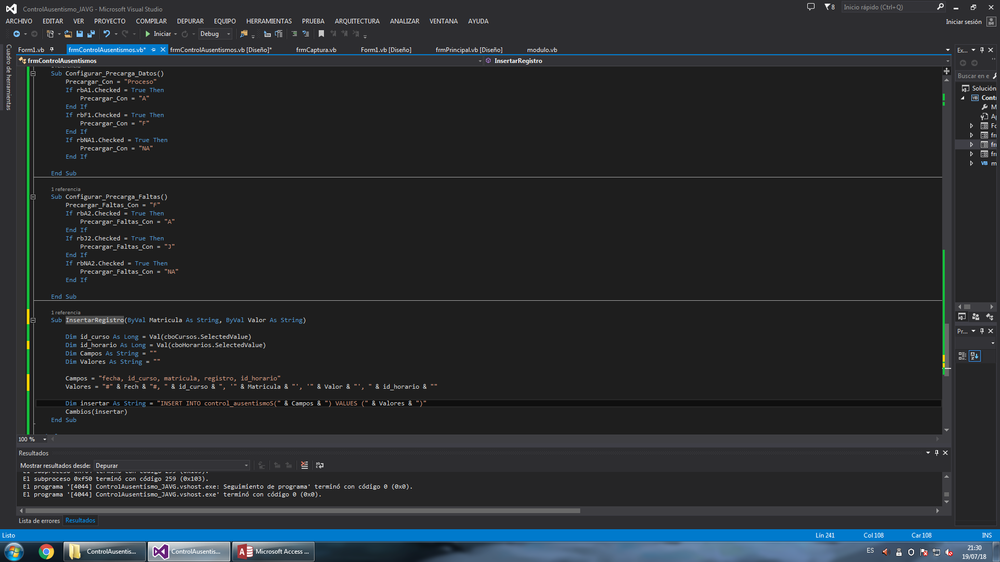 ControlAusentismo_JAVG - Microsoft Visual Studio
8
Inicio rápido (Ctrl+Q)
ARCHIVO EDITAR VER PROYECTO COMPILAR DEPURAR EQUIPO HERRAMIENTAS PRUEBA ARQUITECTURA ANALIZAR VENTANA AYUDA
Iniciar sesión
Iniciar Debug
Cuadro de herramientas
Form1.vb frmControlAusentismos.vb* frmControlAusentismos.vb [Diseño]* frmCaptura.vb Form1.vb [Diseño] frmPrincipal.vb [Diseño] modulo.vb
frmControlAusentismos InsertarRegistro
1 referencia
Sub Configurar_Precarga_Datos()
Precargar_Con = "Proceso"
If rbA1.Checked = True Then
Precargar_Con = "A"
End If
If rbF1.Checked = True Then
Precargar_Con = "F"
End If
If rbNA1.Checked = True Then
Precargar_Con = "NA"
End If
End Sub
1 referencia
Sub Configurar_Precarga_Faltas()
Precargar_Faltas_Con = "F"
If rbA2.Checked = True Then
Precargar_Faltas_Con = "A"
End If
If rbJ2.Checked = True Then
Precargar_Faltas_Con = "J"
End If
If rbNA2.Checked = True Then
Precargar_Faltas_Con = "NA"
End If
End Sub
1 referencia
Sub InsertarRegistro(ByVal Matricula As String, ByVal Valor As String)
Dim id_curso As Long = Val(cboCursos.SelectedValue)
Dim id_horario As Long = Val(cboHorarios.SelectedValue)
Dim Campos As String = ""
Dim Valores As String = ""
Campos = "fecha, id_curso, matricula, registro, id_horario"
Valores = "#" & Fech & "#, " & id_curso & ", '" & Matricula & "', '" & Valor & "', " & id_horario & ""
Dim insertar As String = "INSERT INTO control_ausentismoS(" & Campos & ") VALUES (" & Valores & ")"
Cambios(insertar)
End Sub
100 %
Resultados
Mostrar resultados desde: Depurar
El subproceso 0xf50 terminó con código 259 (0x103).
El programa '[4044] ControlAusentismo_JAVG.vshost.exe: Seguimiento de programa' terminó con código 0 (0x0).
El programa '[4044] ControlAusentismo_JAVG.vshost.exe' terminó con código 0 (0x0).
Lista de errores Resultados
Ex...
Buscar en e
Solución
VB Cont
M
Ap
Fo
fr
fr
fr
VB m
Pr...
Listo Lín 241 Col 108 Car 108 INS
ControlAusentis... ControlAusentis... Microsoft Access ...
ES
21:30
19/07/18